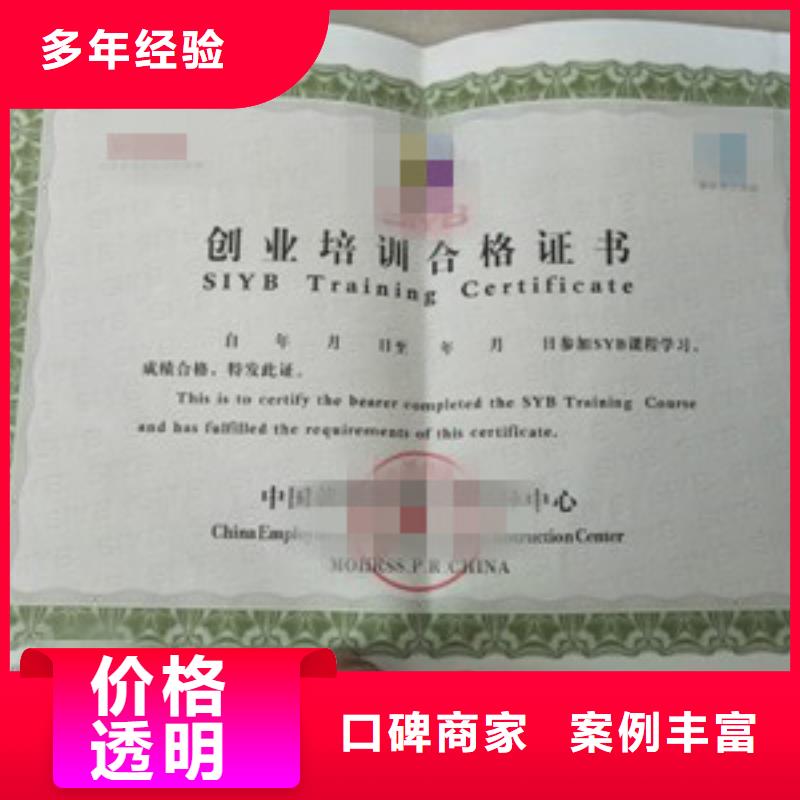 多年经验
创业培训合格证书
SIYB Training Certificate
自 年 月 日至 年 月 日参加SYB课程学习,
成绩合格,特发此证。
This is to certify the bearer completed the SYB Training Course
and has fulfilled the requirements of this certificate.
中国 中心
China Center
MOHRSS.P.R CHINA
价格
透明
口碑商家 案例丰富